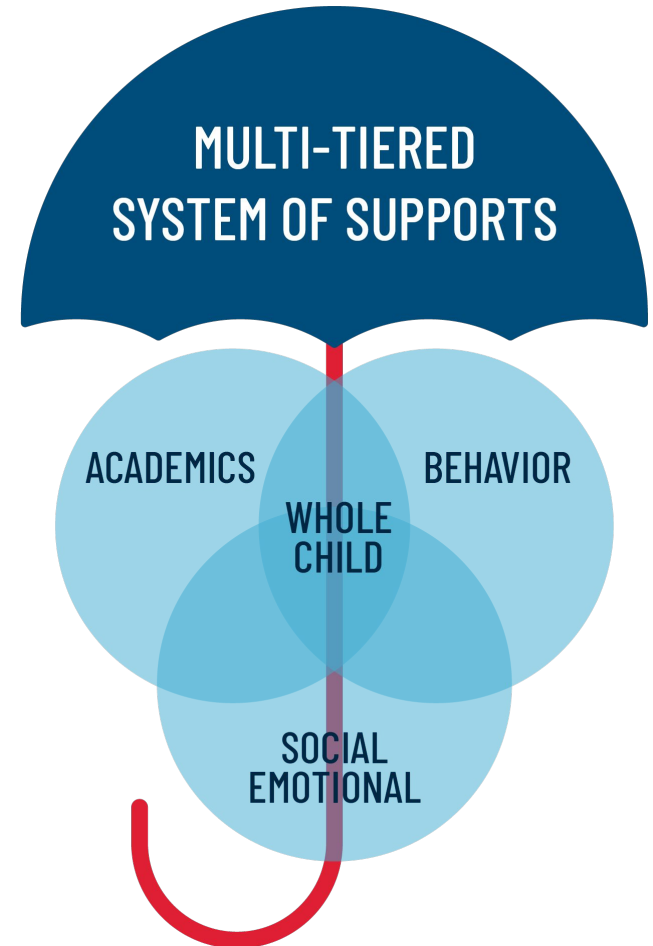 MULTI-TIERED
SYSTEM OF SUPPORTS
ACADEMICS
BEHAVIOR
WHOLE
CHILD
SOCIAL
EMOTIONAL